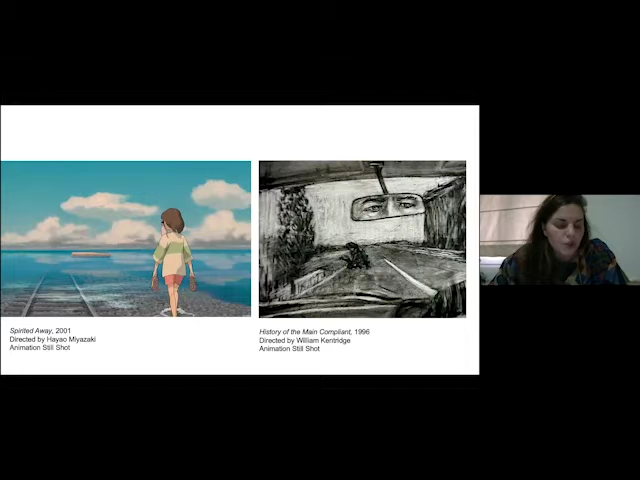 Spirited Away, 2001
Directed by Hayao Miyazaki
Animation Still Shot
History of the Main Compliant, 1996
Directed by William Kentridge
Animation Still Shot